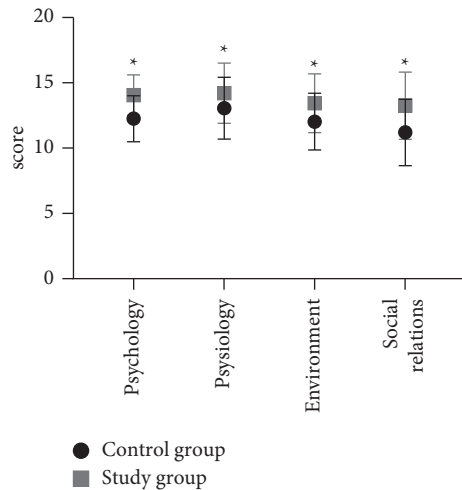 20
15
10
5
0
score
*
*
*
*
Psychology
Psysiology
Environment
Social
relations
Control group
Study group